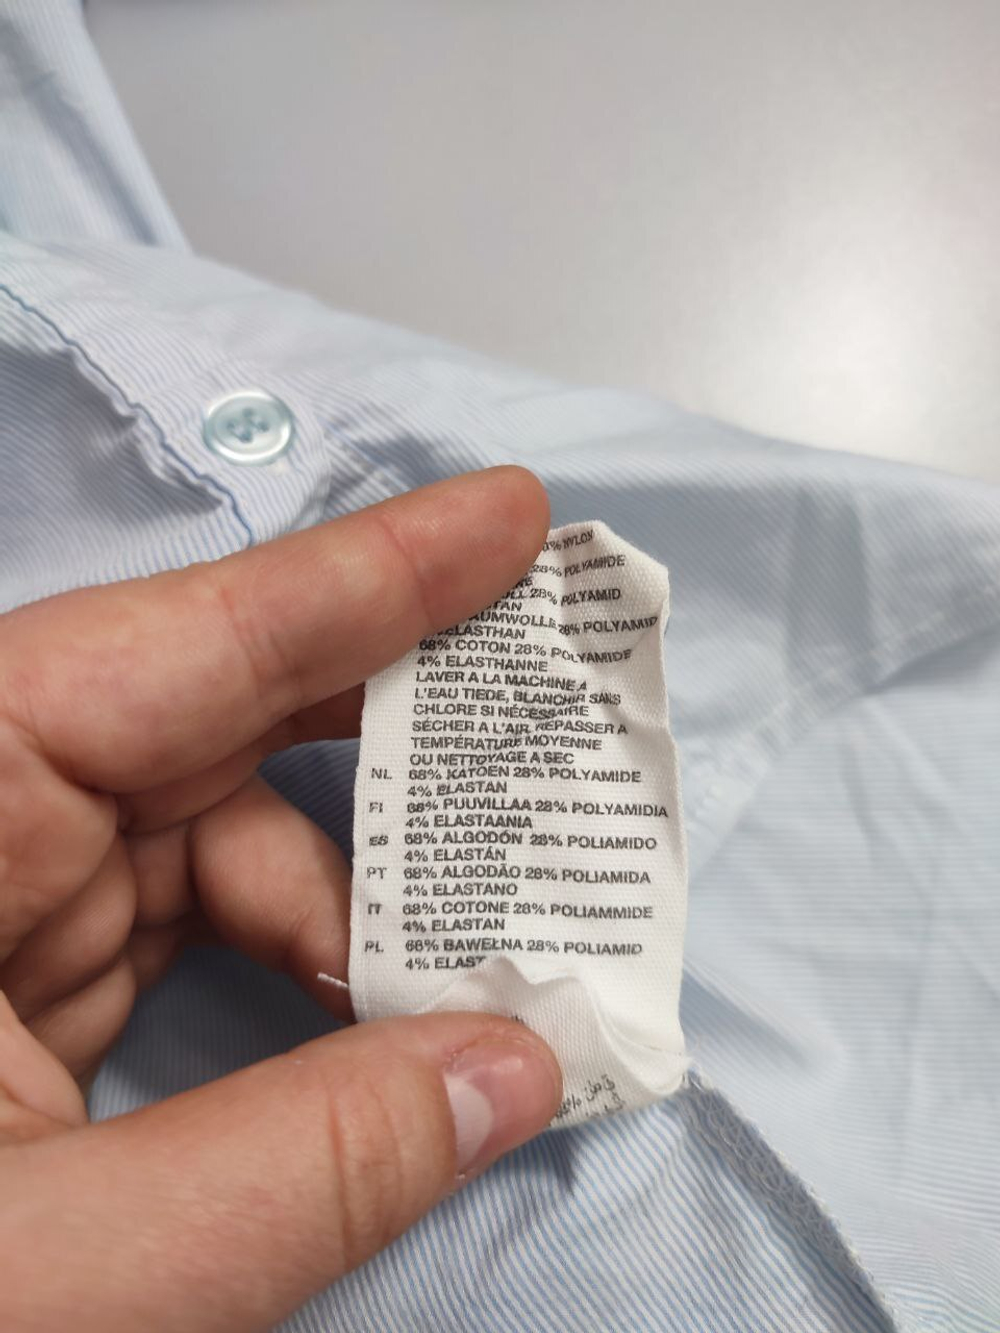 % NYLON
28% POLYAMIDE
28% POLYAMID
28% POLYAMID
ELASTHAN
68% COTON 28% POLYAMIDE
4% ELASTHANNE
LAVER A LA MACHINE A
L'EAU TIEDE, BLANCHIR SANS
CHLORE SI NÉCESSAIRE
SÉCHER A L'AIR, REPASSER A
TEMPÉRATURE MOYENNE
OU NETTOYAGE A SEC
NL 68% KATOEN 28% POLYAMIDE
4% ELASTAN
FI 68% PUUVILLAA 28% POLYAMIDIA
4% ELASTAANIA
ES 68% ALGODÓN 28% POLIAMIDO
4% ELASTÁN
PT 68% ALGODÃO 28% POLIAMIDA
4% ELASTANO
IT 68% COTONE 28% POLIAMMIDE
4% ELASTAN
PL 68% BAWEŁNA 28% POLIAMID
4% ELAST